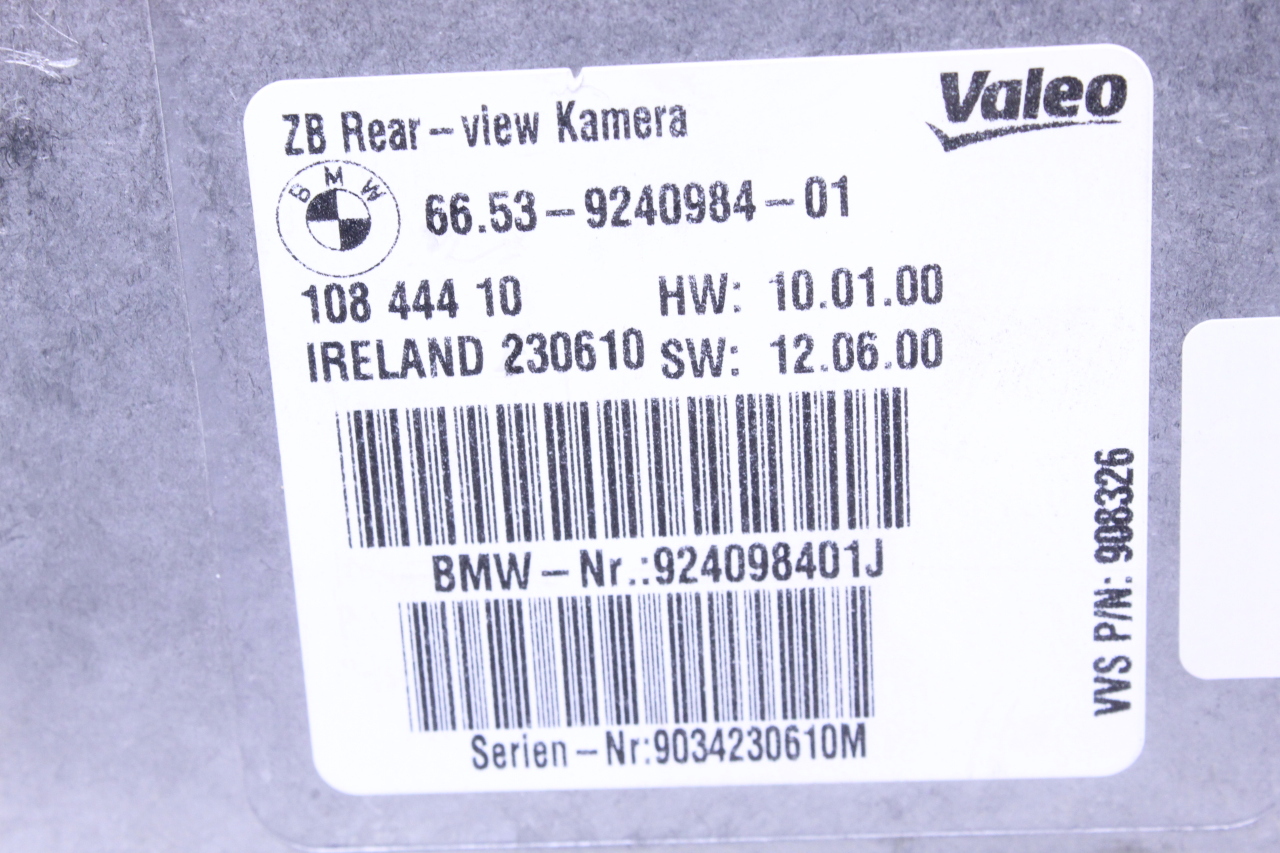 ZB Rear-view Kamera
Valeo
BMW
66.53-9240984-01
108 444 10 HW: 10.01.00
IRELAND 230610 SW: 12.06.00
BMW-Nr.:924098401J
Serien-Nr:9034230610M
VVS P/N: 908326